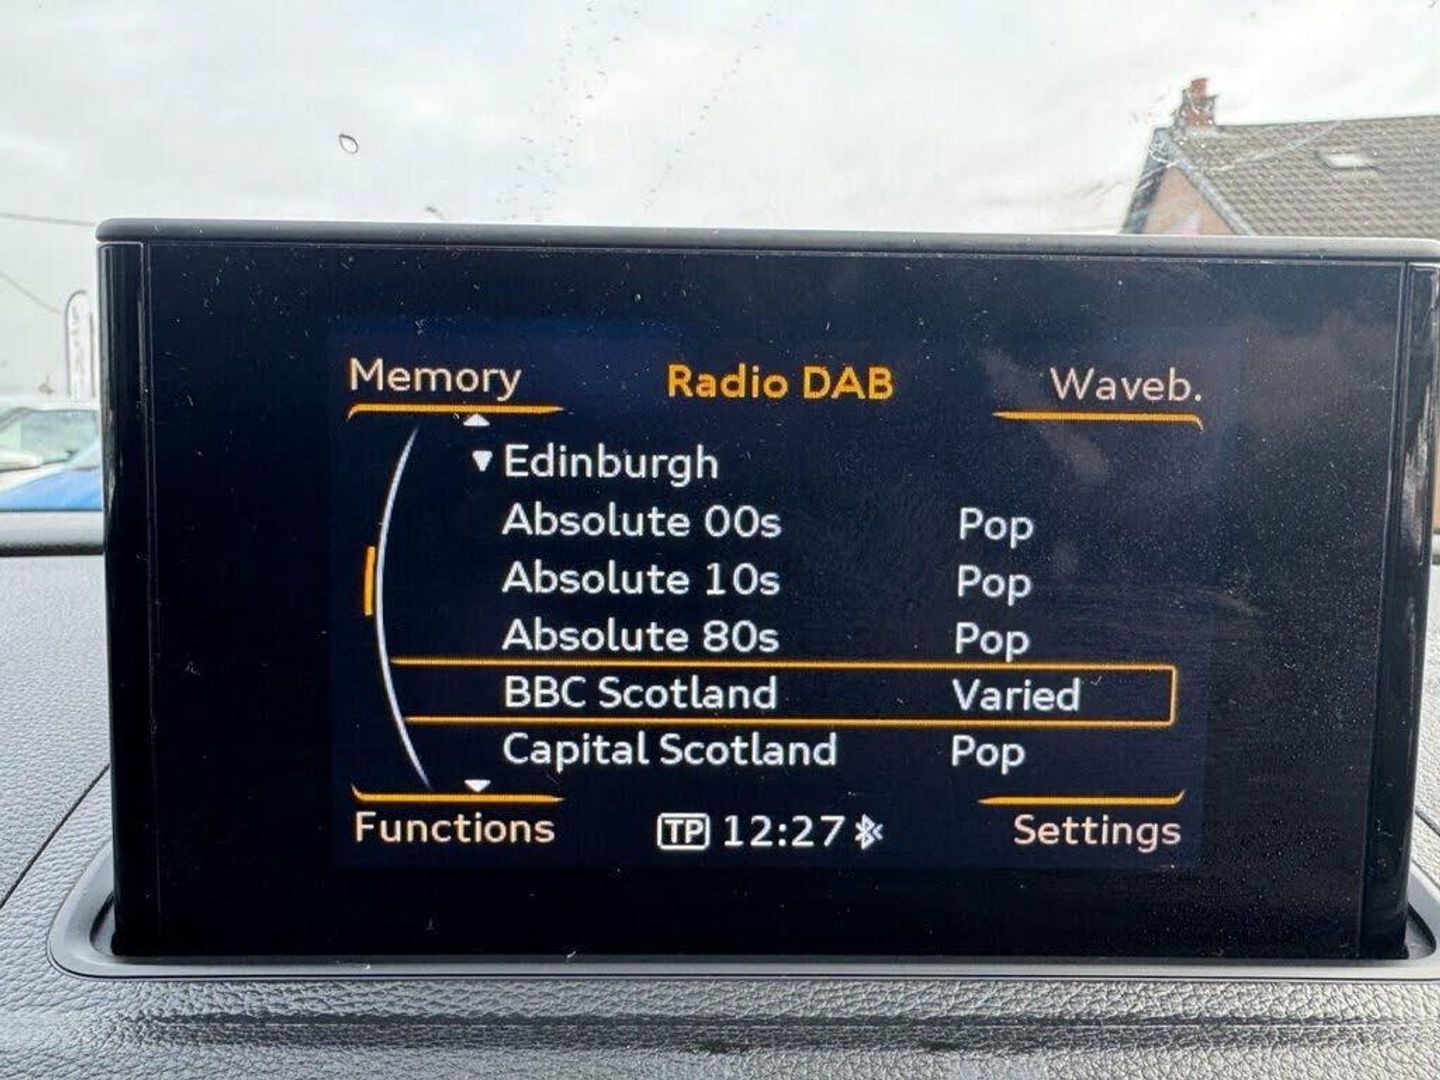 Memory Radio DAB Waveb.
Edinburgh
Absolute 00s Pop
Absolute 10s Pop
Absolute 80s Pop
BBC Scotland Varied
Capital Scotland Pop
Functions TP 12:27 Settings